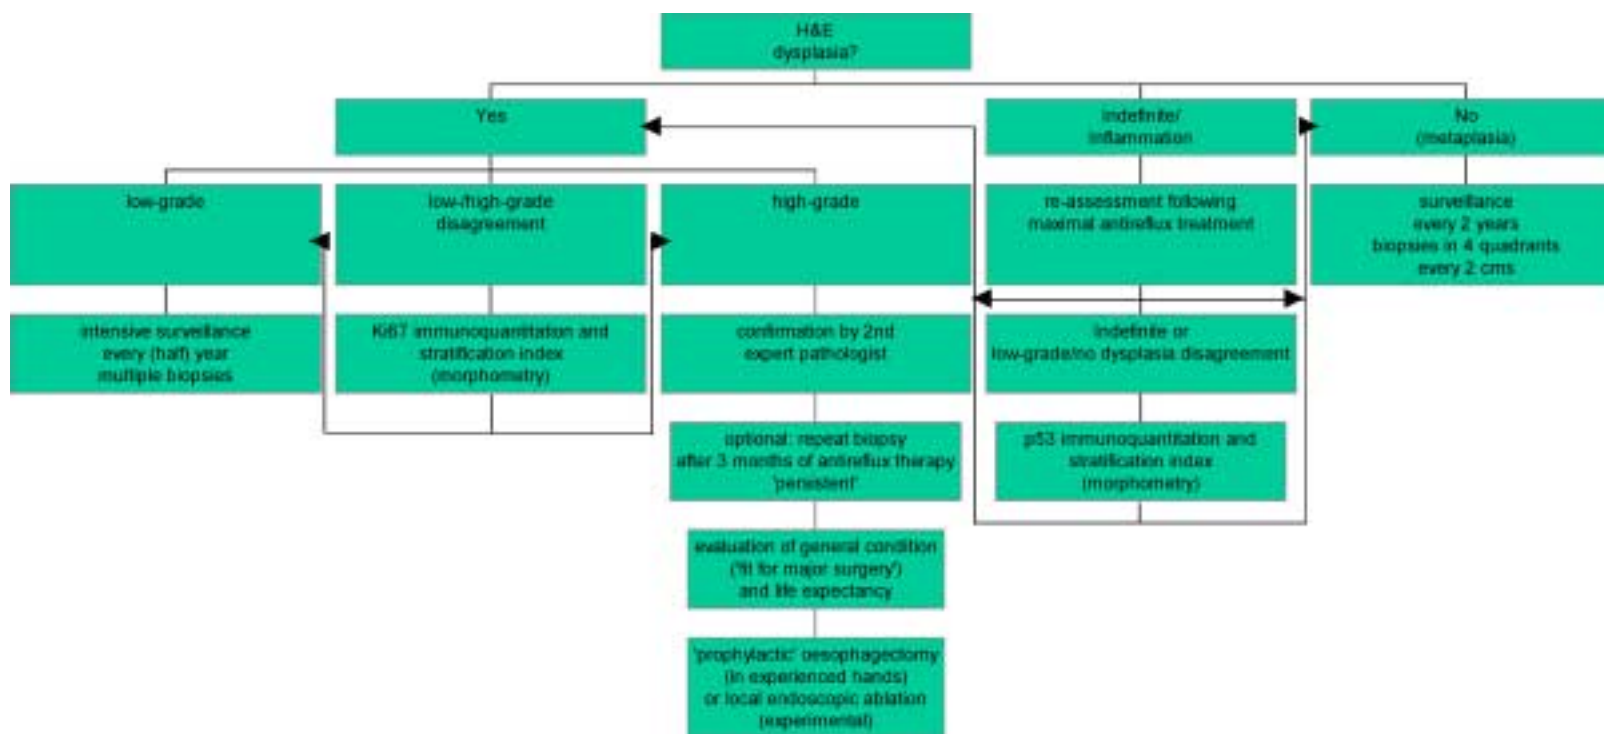 H&E
dysplasia?
Yes
indefinite/
inflammation
No
(metaplasia)
low-grade
low-/high-grade
disagreement
high-grade
re-assessment following
maximal antireflux treatment
surveillance
every 2 years
biopsies in 4 quadrants
every 2 cms
intensive surveillance
every (half) year
multiple biopsies
Ki67 immunoquantitation and
stratification index
(morphometry)
confirmation by 2nd
expert pathologist
Indefinite or
low-grade/no dysplasia disagreement
optional: repeat biopsy
after 3 months of antireflux therapy
'persistent'
p53 immunoquantitation and
stratification index
(morphometry)
evaluation of general condition
('fit for major surgery')
and life expectancy
'prophylactic' oesophagectomy
(in experienced hands)
or local endoscopic ablation
(experimental)